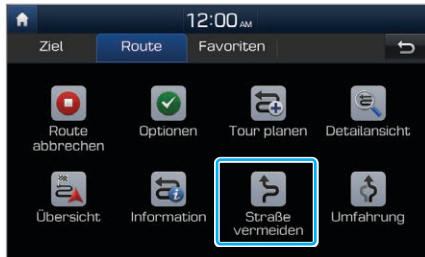 12:00 AM
Ziel Route Favoriten
Route abbrechen
Optionen
Tour planen
Detailansicht
Übersicht
Information
Straße vermeiden
Umfahrung